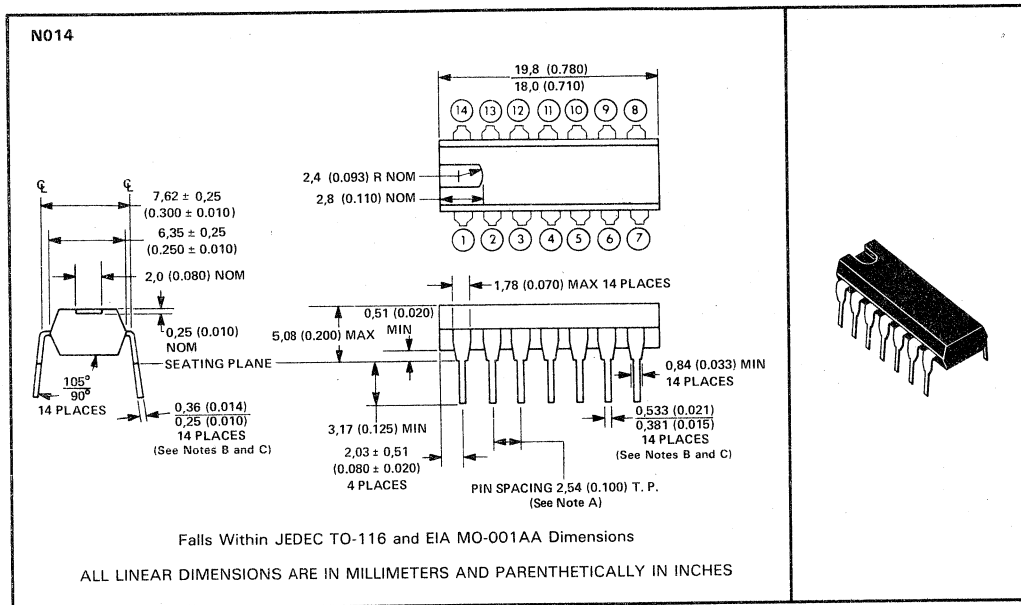 N014
19,8 (0.780)
18,0 (0.710)
14 13 12 11 10 9 8
2,4 (0.093) R NOM
2,8 (0.110) NOM
1 2 3 4 5 6 7
℄ ℄
7,62 ± 0,25
(0.300 ± 0.010)
6,35 ± 0,25
(0.250 ± 0.010)
2,0 (0.080) NOM
0,25 (0.010)
NOM
SEATING PLANE
105°
90°
14 PLACES
0,36 (0.014)
0,25 (0.010)
14 PLACES
(See Notes B and C)
1,78 (0.070) MAX 14 PLACES
0,51 (0.020)
MIN
5,08 (0.200) MAX
0,84 (0.033) MIN
14 PLACES
3,17 (0.125) MIN
2,03 ± 0,51
(0.080 ± 0.020)
4 PLACES
0,533 (0.021)
0,381 (0.015)
14 PLACES
(See Notes B and C)
PIN SPACING 2,54 (0.100) T. P.
(See Note A)
Falls Within JEDEC TO-116 and EIA MO-001AA Dimensions
ALL LINEAR DIMENSIONS ARE IN MILLIMETERS AND PARENTHETICALLY IN INCHES